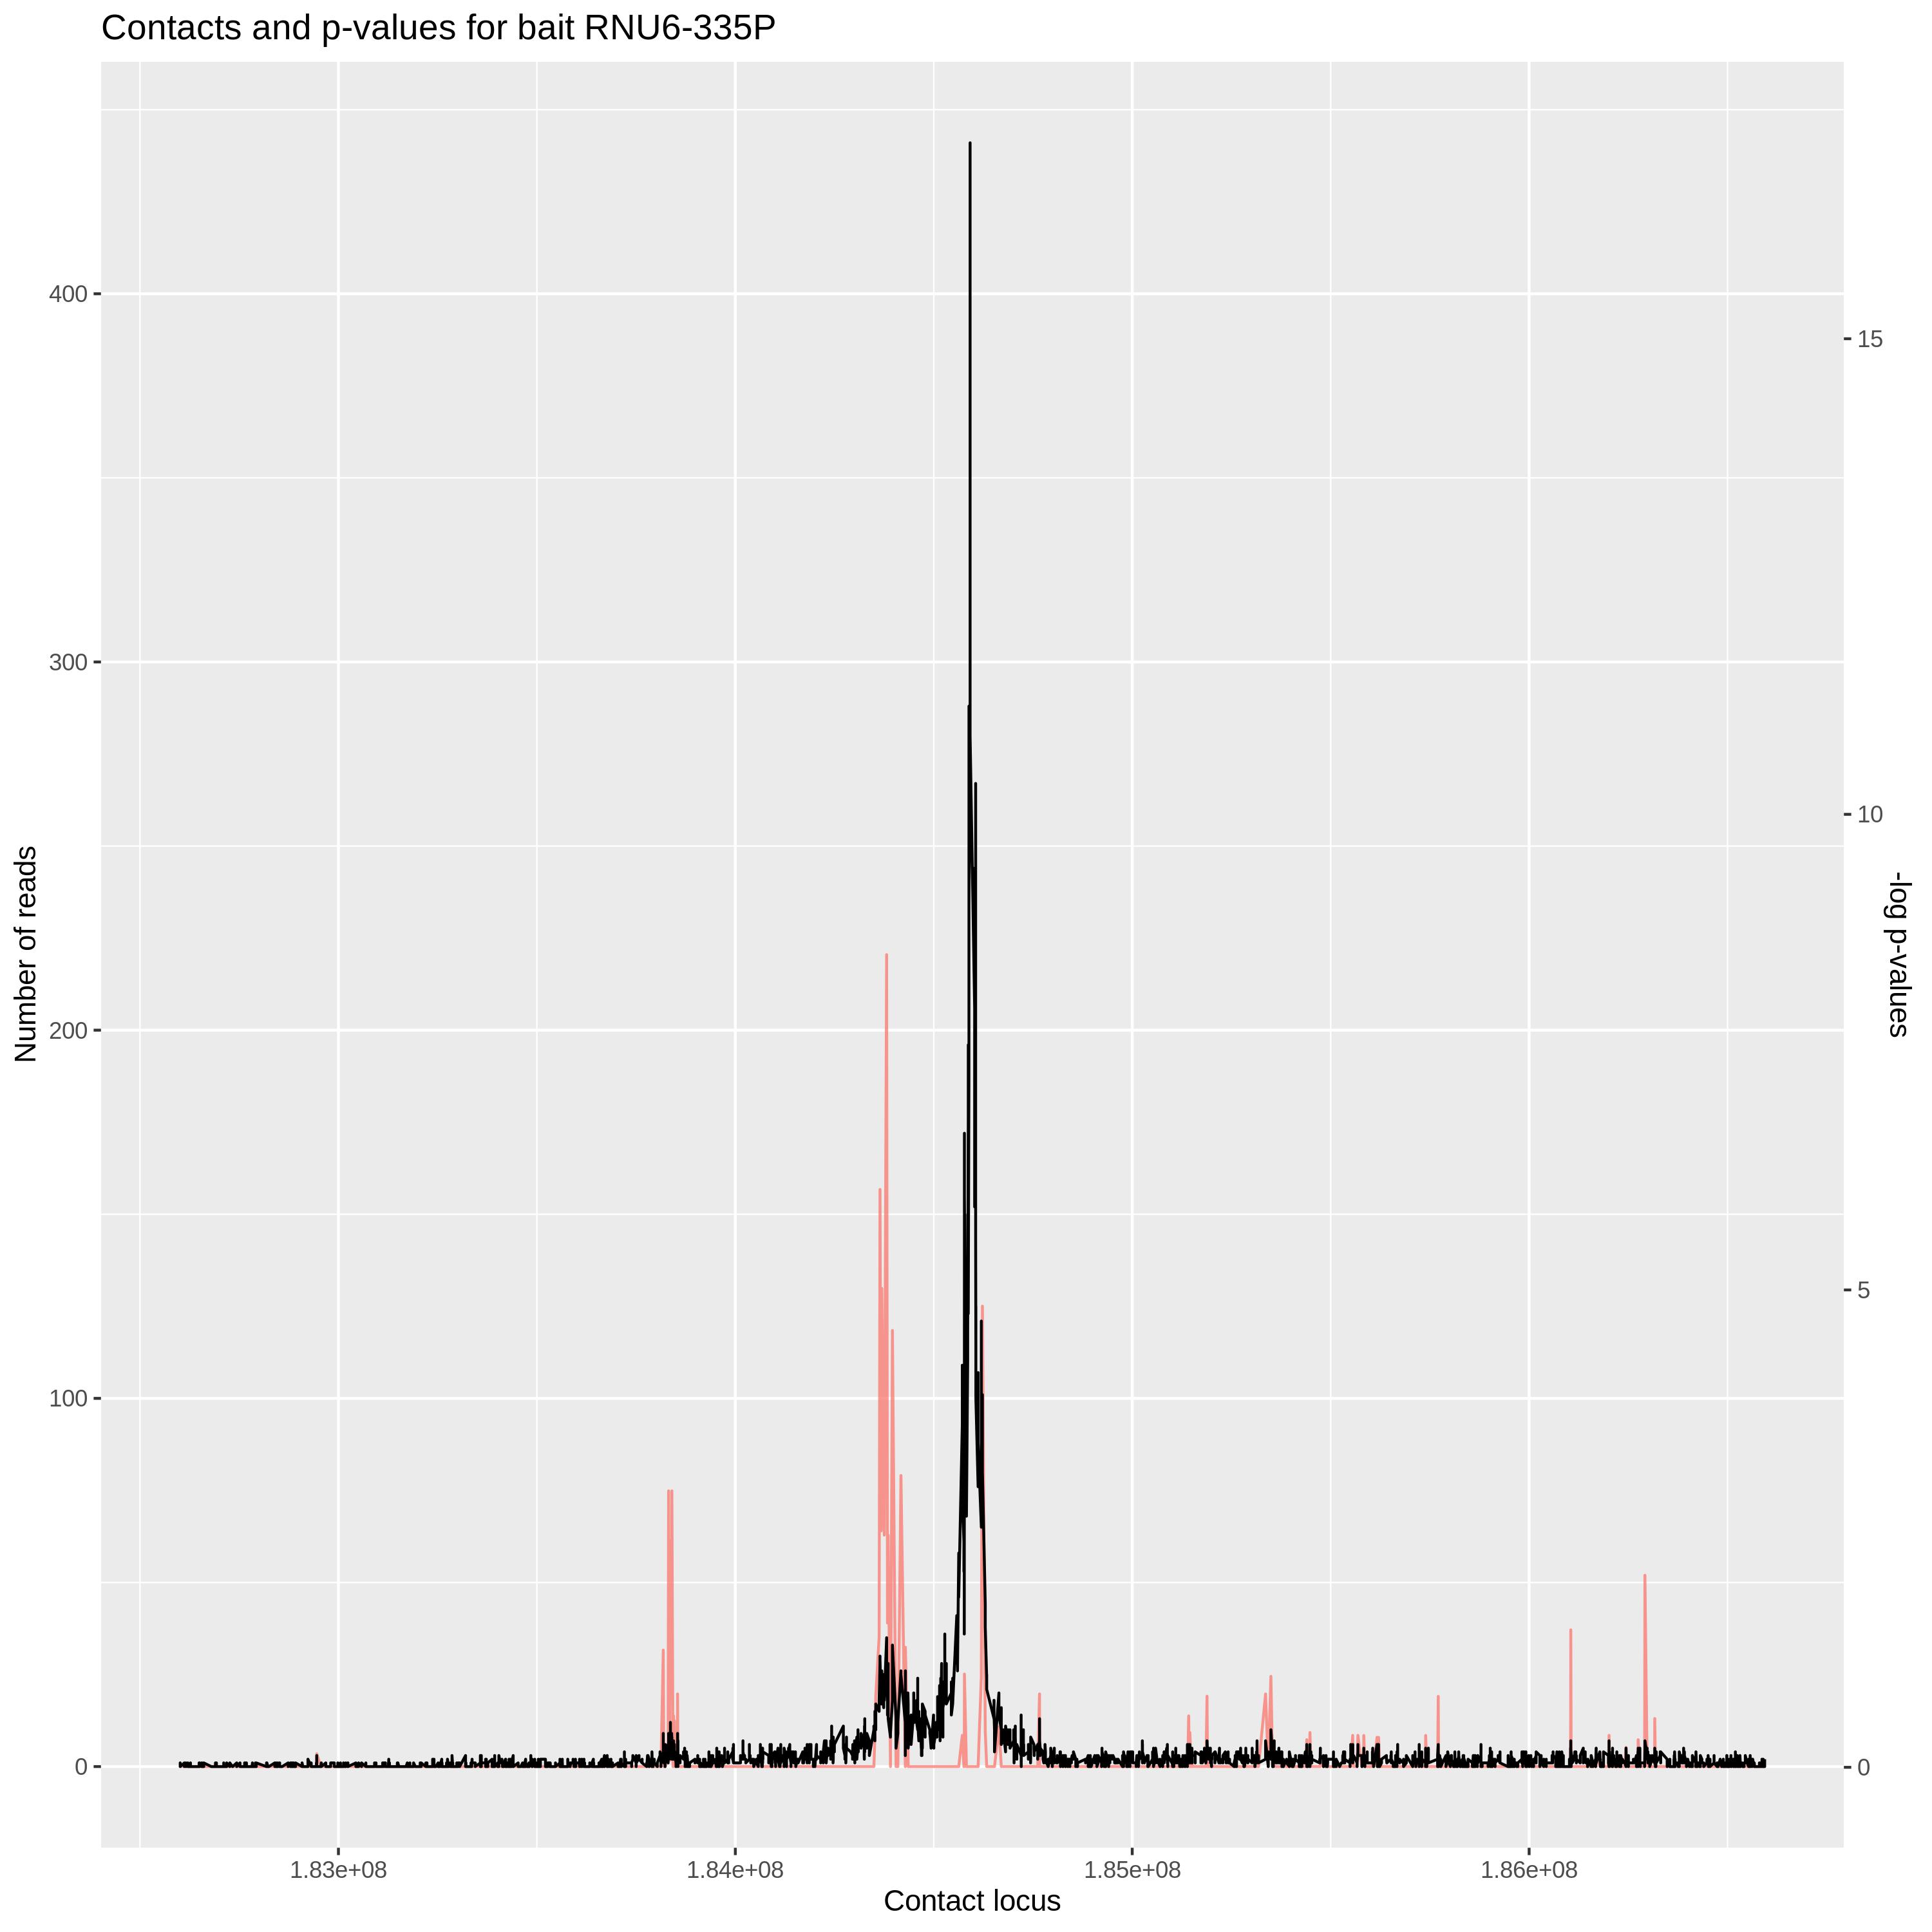 Contacts and p-values for bait RNU6-335P
400
300
200
100
0
15
10
5
0
Number of reads
-log p-values
1.83e+08
1.84e+08
1.85e+08
1.86e+08
Contact locus